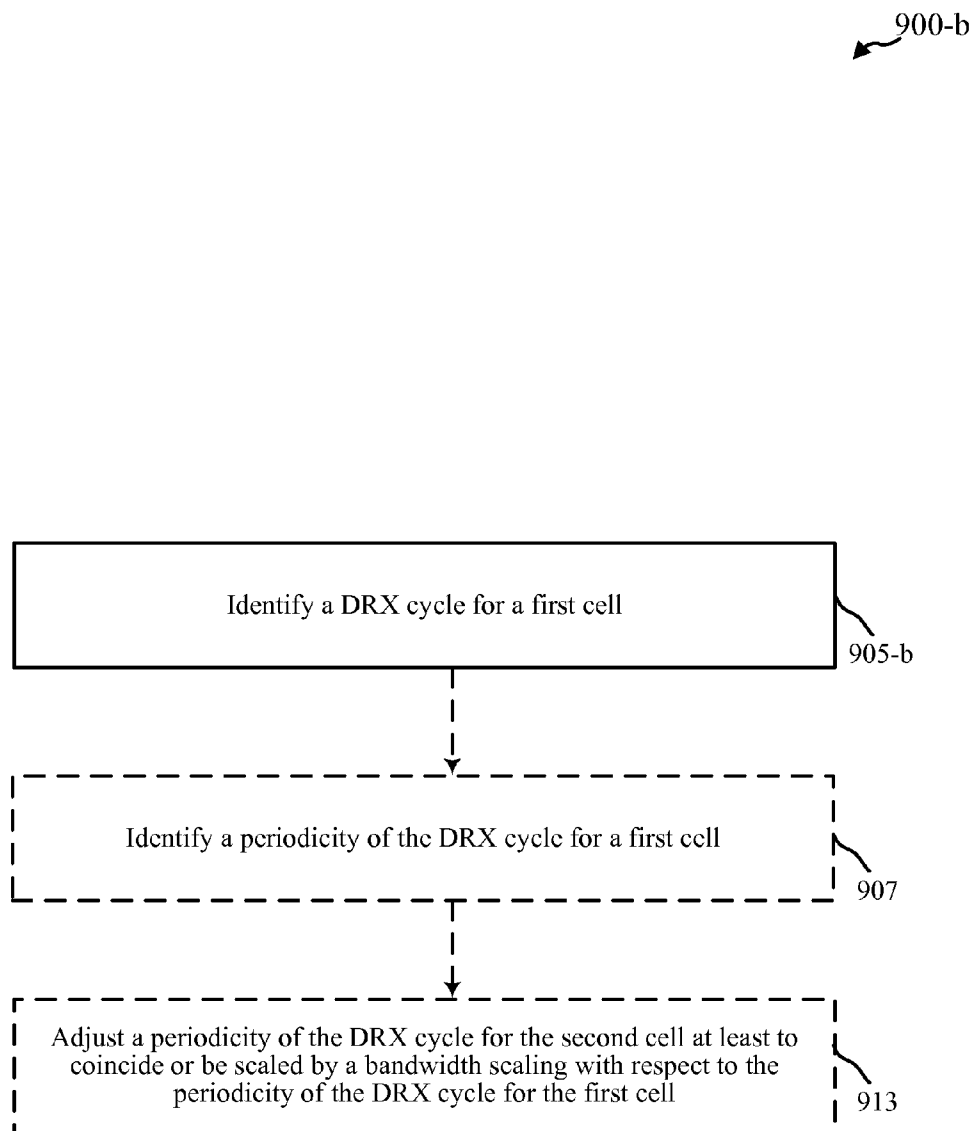 900-b
Identify a DRX cycle for a first cell
905-b
Identify a periodicity of the DRX cycle for a first cell
907
Adjust a periodicity of the DRX cycle for the second cell at least to
coincide or be scaled by a bandwidth scaling with respect to the
periodicity of the DRX cycle for the first cell
913